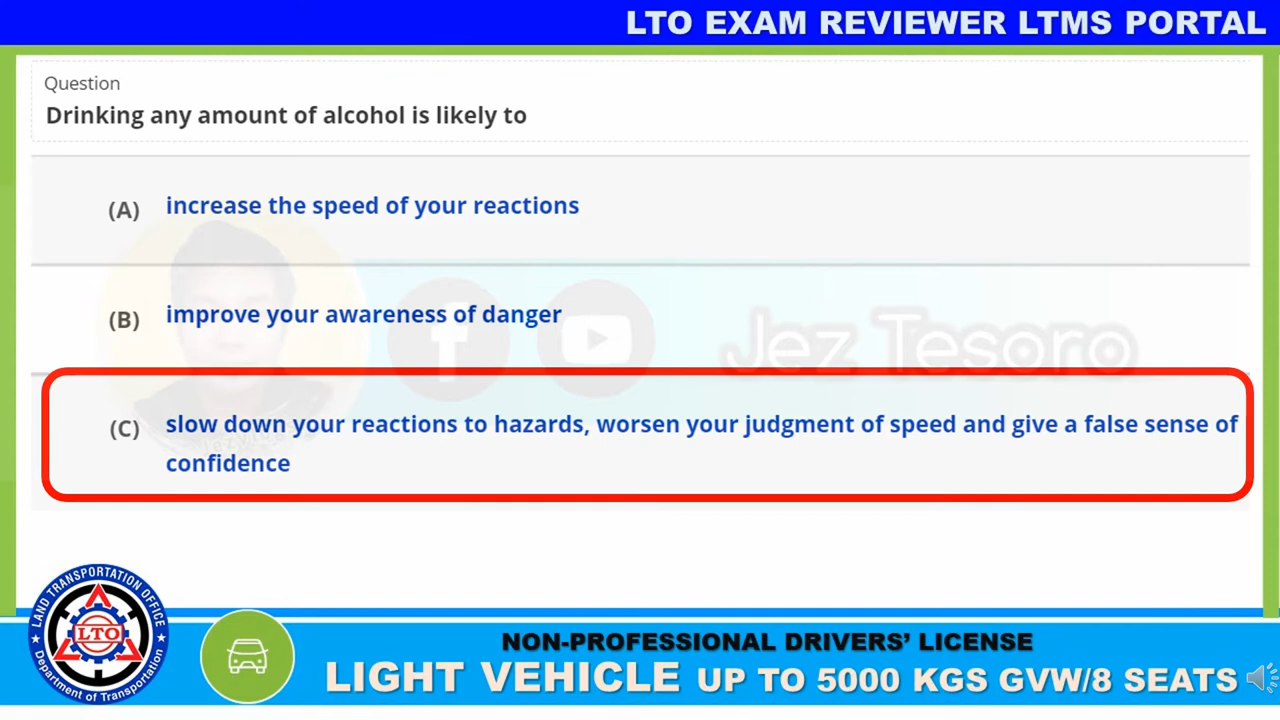 LTO EXAM REVIEWER LTMS PORTAL
Question
Drinking any amount of alcohol is likely to
(A) increase the speed of your reactions
(B) improve your awareness of danger
Jez Tesoro
(C) slow down your reactions to hazards, worsen your judgment of speed and give a false sense of
confidence
LAND TRANSPORTATION OFFICE
LTO
Department of Transportation
NON-PROFESSIONAL DRIVERS’ LICENSE
LIGHT VEHICLE UP TO 5000 KGS GVW/8 SEATS